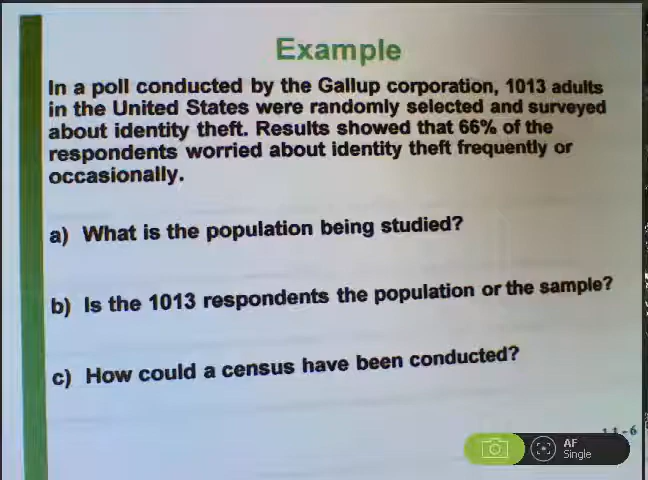 Example
In a poll conducted by the Gallup corporation, 1013 adults
in the United States were randomly selected and surveyed
about identity theft. Results showed that 66% of the
respondents worried about identity theft frequently or
occasionally.
a) What is the population being studied?
b) Is the 1013 respondents the population or the sample?
c) How could a census have been conducted?
AF
Single